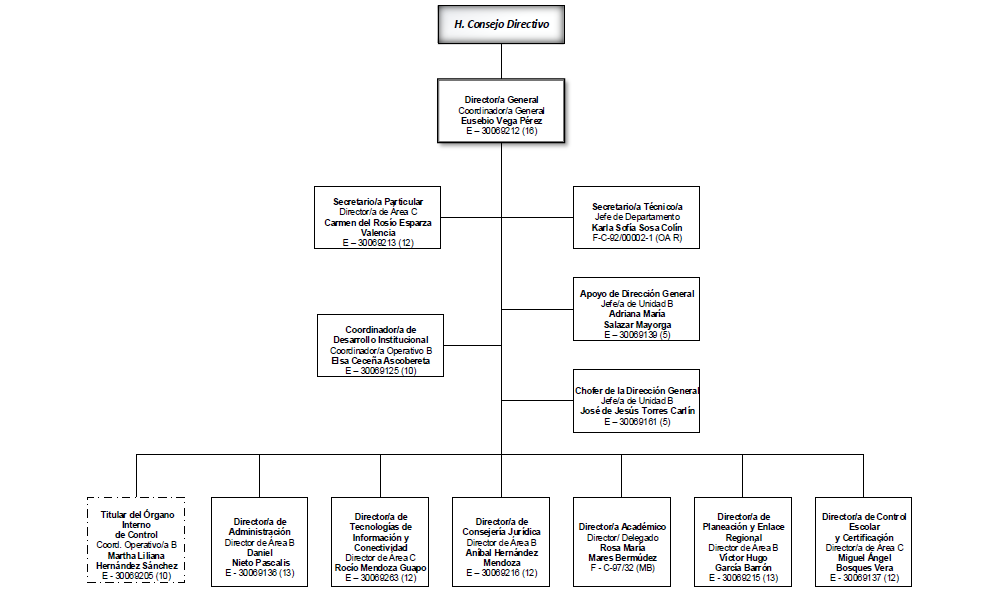 H. Consejo Directivo
Director/a General
Coordinador/a General
Eusebio Vega Pérez
E – 30069212 (16)
Secretario/a Particular
Director/a de Área C
Carmen del Rosio Esparza
Valencia
E – 30069213 (12)
Secretario/a Técnico/a
Jefe de Departamento
Karla Sofía Sosa Colín
F-C-92/00002-1 (OA R)
Apoyo de Dirección General
Jefe/a de Unidad B
Adriana María
Salazar Mayorga
E – 30069139 (5)
Coordinador/a de
Desarrollo Institucional
Coordinador/a Operativo B
Elsa Ceceña Ascobereta
E – 30069125 (10)
Chofer de la Dirección General
Jefe/a de Unidad B
José de Jesús Torres Carlín
E – 30069161 (5)
Titular del Órgano
Interno
de Control
Coord. Operativo/a B
Martha Liliana
Hernández Sánchez
E - 30069205 (10)
Director/a de
Administración
Director de Área B
Daniel
Nieto Pascalis
E - 30069136 (13)
Director/a de
Tecnologías de
Información y
Conectividad
Director/a de Área C
Rocío Mendoza Guapo
E – 30069263 (12)
Director/a de
Consejería Jurídica
Director de Área B
Aníbal Hernández
Mendoza
E – 30069216 (12)
Director/a Académico
Director/ Delegado
Rosa María
Mares Bermúdez
F - C-97/32 (MB)
Director/a de
Planeación y Enlace
Regional
Director/a de Área B
Víctor Hugo
García Barrón
E - 30069215 (13)
Director/a de Control
Escolar
y Certificación
Director/a de Área C
Miguel Ángel
Bosques Vera
E – 30069137 (12)